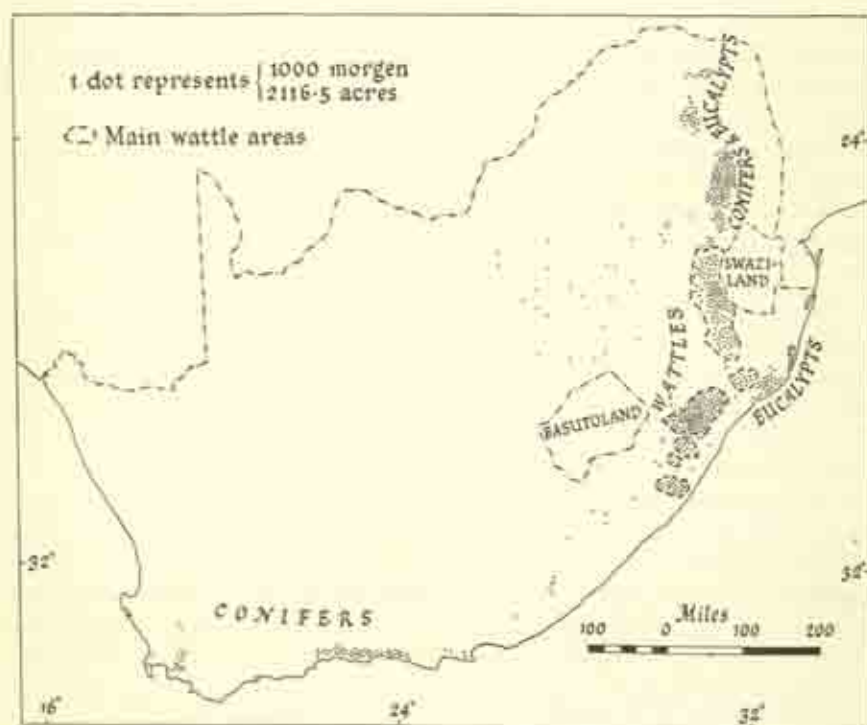 1 dot represents { 1000 morgen
2116·5 acres
Main wattle areas
CONIFERS & EUCALYPTS
24°
SWAZI-
LAND
WATTLES
EUCALYPTS
BASUTOLAND
32°
32°
CONIFERS
Miles
100 0 100 200
16°
24°
32°